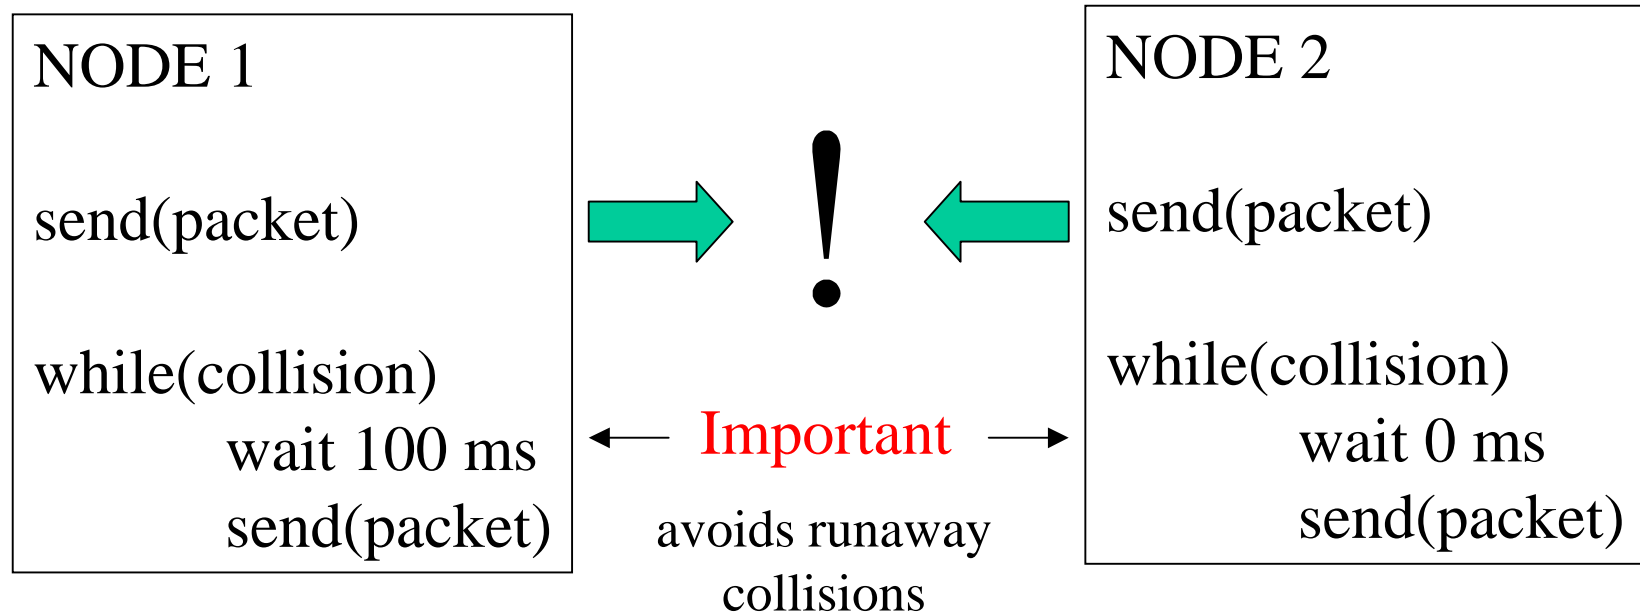 NODE 1
send(packet)
while(collision)
wait 100 ms
send(packet)
!
Important
avoids runaway
collisions
NODE 2
send(packet)
while(collision)
wait 0 ms
send(packet)